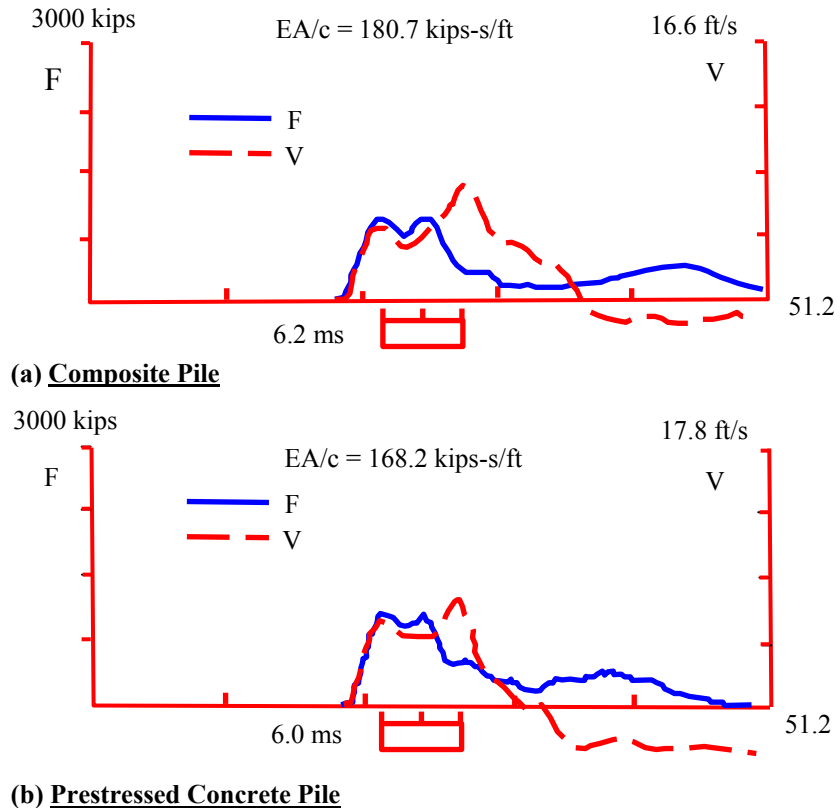 3000 kips
EA/c = 180.7 kips-s/ft
16.6 ft/s
F
V
F
V
6.2 ms
51.2
(a) Composite Pile
3000 kips
EA/c = 168.2 kips-s/ft
17.8 ft/s
F
V
F
V
6.0 ms
51.2
(b) Prestressed Concrete Pile